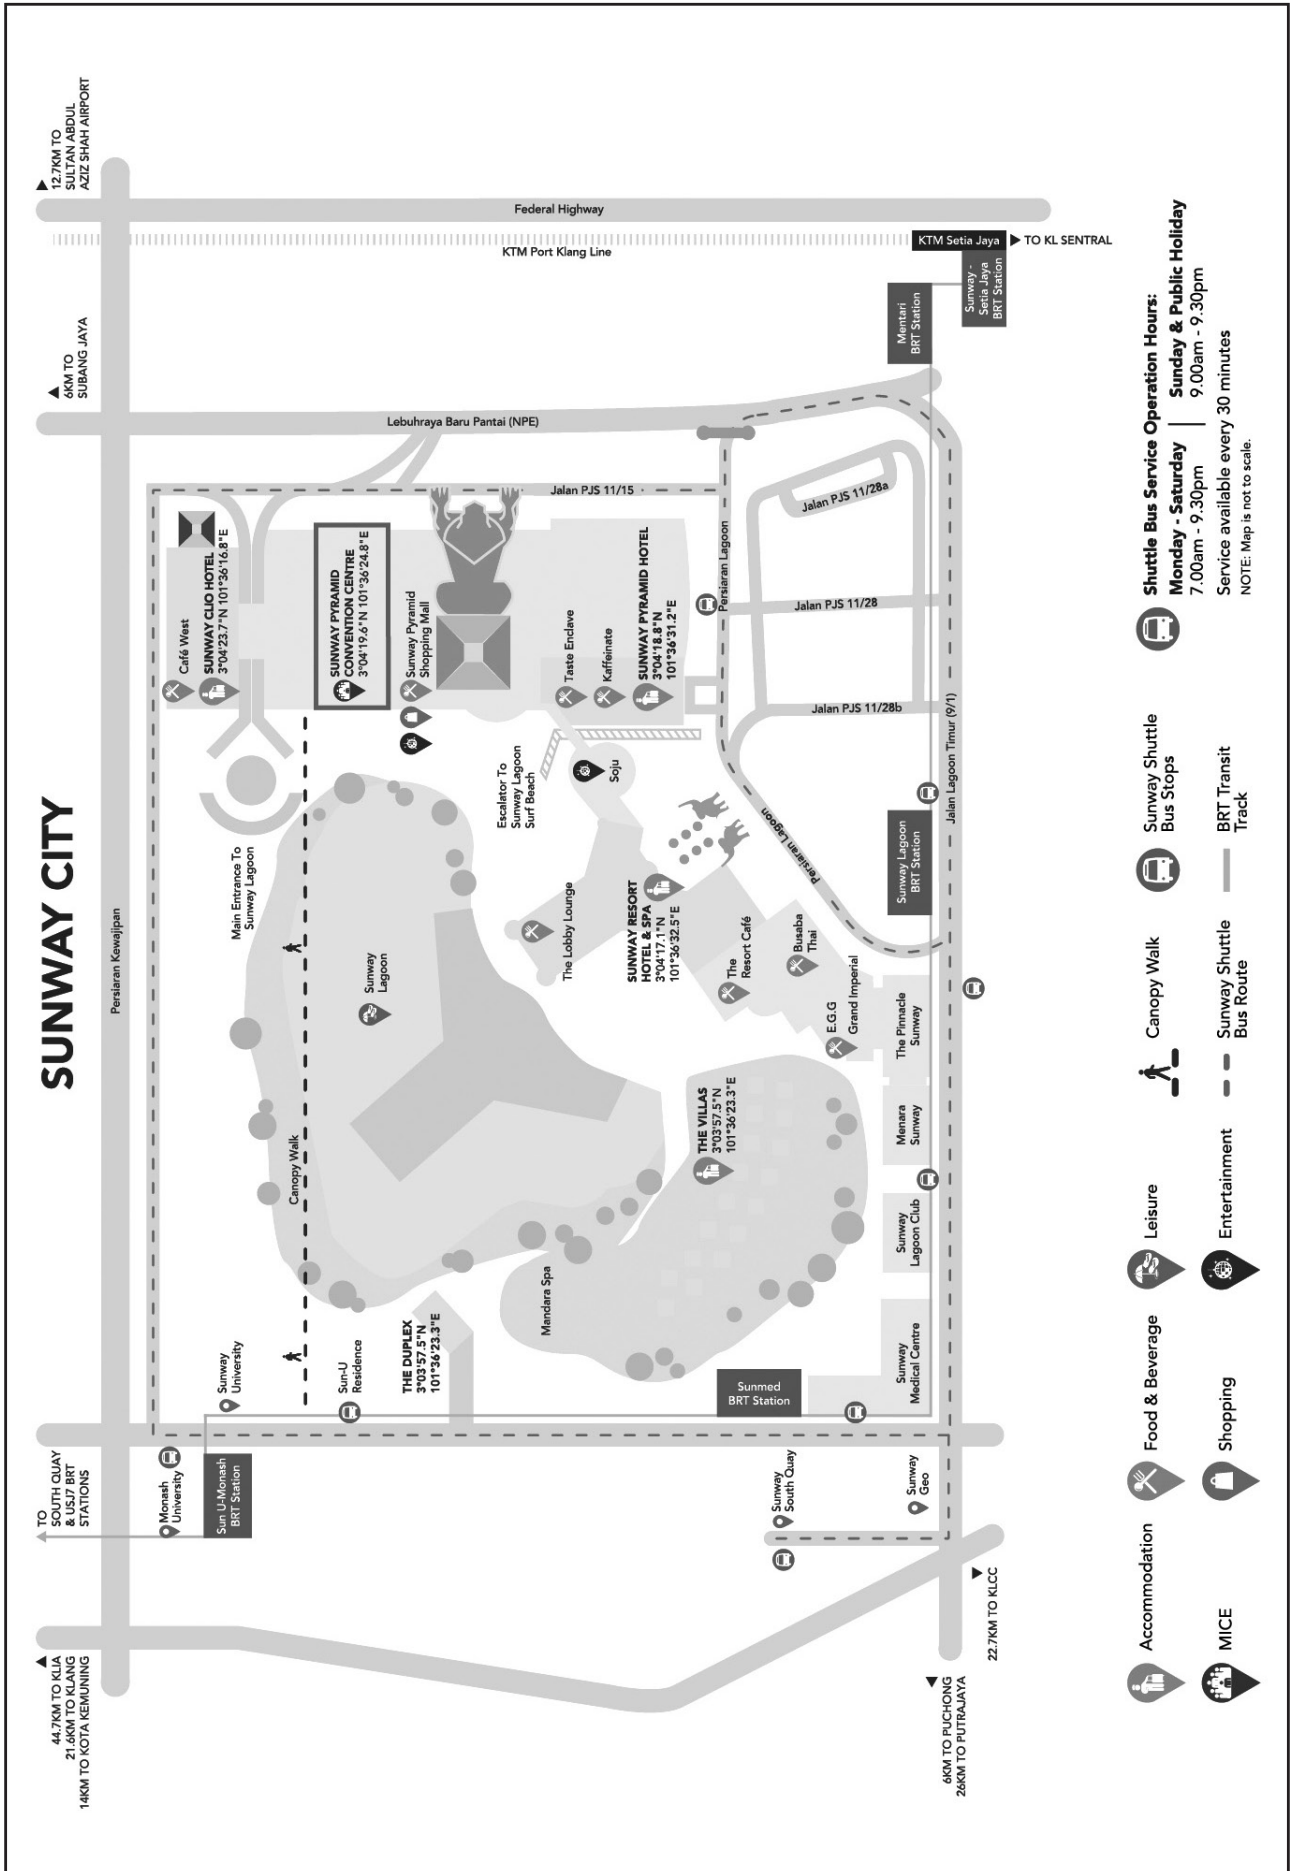 SUNWAY CITY
44.7KM TO KLIA
21.6KM TO KLANG
14KM TO KOTA KEMUNING
TO
SOUTH QUAY
& USJ7 BRT
STATIONS
6KM TO
SUBANG JAYA
12.7KM TO
SULTAN ABDUL
AZIZ SHAH AIRPORT
Persiaran Kewajipan
Monash
University
Sun U-Monash
BRT Station
Sunway
University
Sun-U
Residence
Canopy Walk
Main Entrance To
Sunway Lagoon
Café West
SUNWAY CLIO HOTEL
3°04'23.7"N 101°36'16.8"E
SUNWAY PYRAMID
CONVENTION CENTRE
3°04'19.6"N 101°36'24.8"E
Sunway Pyramid
Shopping Mall
Lebuhraya Baru Pantai (NPE)
KTM Port Klang Line
Federal Highway
Sunway
Lagoon
THE DUPLEX
3°03'57.5"N
101°36'23.3"E
Mandara Spa
Escalator To
Sunway Lagoon
Surf Beach
The Lobby Lounge
Soju
Taste Enclave
Kaffeinate
SUNWAY PYRAMID HOTEL
3°04'18.8"N
101°36'31.2"E
Jalan PJS 11/15
SUNWAY RESORT
HOTEL & SPA
3°04'17.1"N
101°36'32.5"E
THE VILLAS
3°03'57.5"N
101°36'23.3"E
The
Resort Café
Busaba
Thai
E.G.G
Grand Imperial
Persiaran Lagoon
Persiaran Lagoon
Jalan PJS 11/28
Jalan PJS 11/28a
Jalan PJS 11/28b
Sunmed
BRT Station
Sunway
South Quay
Sunway
Geo
Sunway
Medical Centre
Sunway
Lagoon Club
Menara
Sunway
The Pinnacle
Sunway
Sunway Lagoon
BRT Station
Jalan Lagoon Timur (9/1)
Mentari
BRT Station
Sunway -
Setia Jaya
BRT Station
KTM Setia Jaya
TO KL SENTRAL
6KM TO PUCHONG
26KM TO PUTRAJAYA
22.7KM TO KLCC
Accommodation
Food & Beverage
Leisure
Canopy Walk
Sunway Shuttle
Bus Stops
MICE
Shopping
Entertainment
Sunway Shuttle
Bus Route
BRT Transit
Track
Shuttle Bus Service Operation Hours:
Monday - Saturday | Sunday & Public Holiday
7.00am - 9.30pm | 9.00am - 9.30pm
Service available every 30 minutes
NOTE: Map is not to scale.